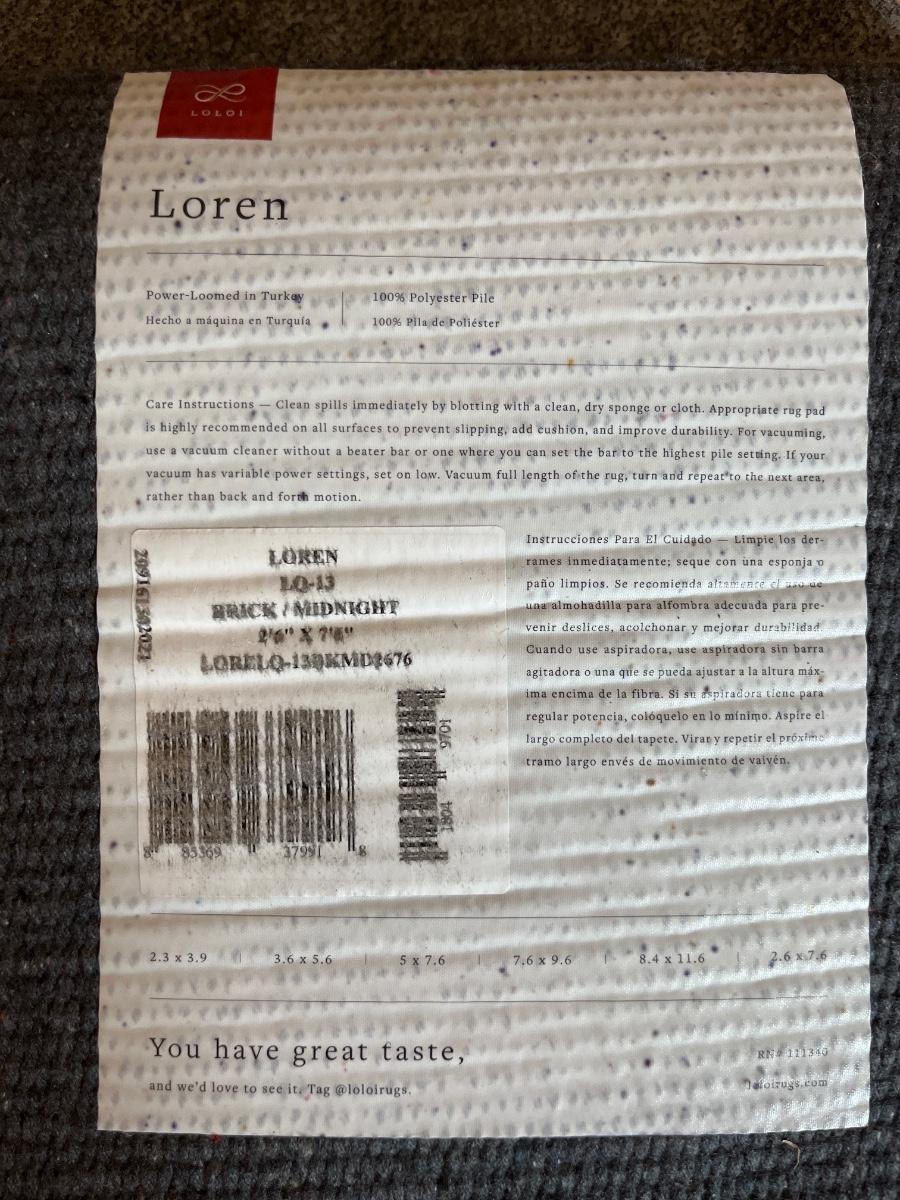 LOLOI
Loren
Power-Loomed in Turkey
Hecho a máquina en Turquía
100% Polyester Pile
100% Pila de Poliéster
Care Instructions — Clean spills immediately by blotting with a clean, dry sponge or cloth. Appropriate rug pad
is highly recommended on all surfaces to prevent slipping, add cushion, and improve durability. For vacuuming,
use a vacuum cleaner without a beater bar or one where you can set the bar to the highest pile setting. If your
vacuum has variable power settings, set on low. Vacuum full length of the rug, turn and repeat to the next area,
rather than back and forth motion.
LOREN
LQ-13
BRICK / MIDNIGHT
2'6" X 7'6"
8 85369 37991 8
1804 9701
Instrucciones Para El Cuidado — Limpie los der-
rames inmediatamente; seque con una esponja o
paño limpios. Se recomienda altamente el uso de
una almohadilla para alfombra adecuada para pre-
venir deslices, acolchonar y mejorar durabilidad.
Cuando use aspiradora, use aspiradora sin barra
agitadora o una que se pueda ajustar a la altura máx-
ima encima de la fibra. Si su aspiradora tiene para
regular potencia, colóquelo en lo mínimo. Aspire el
largo completo del tapete. Virar y repetir el próximo
tramo largo envés de movimiento de vaivén.
2.3 x 3.9 | 3.6 x 5.6 | 5 x 7.6 | 7.6 x 9.6 | 8.4 x 11.6 | 2.6 x 7.6
You have great taste,
and we'd love to see it. Tag @loloirugs.
RN# 111340
loloirugs.com